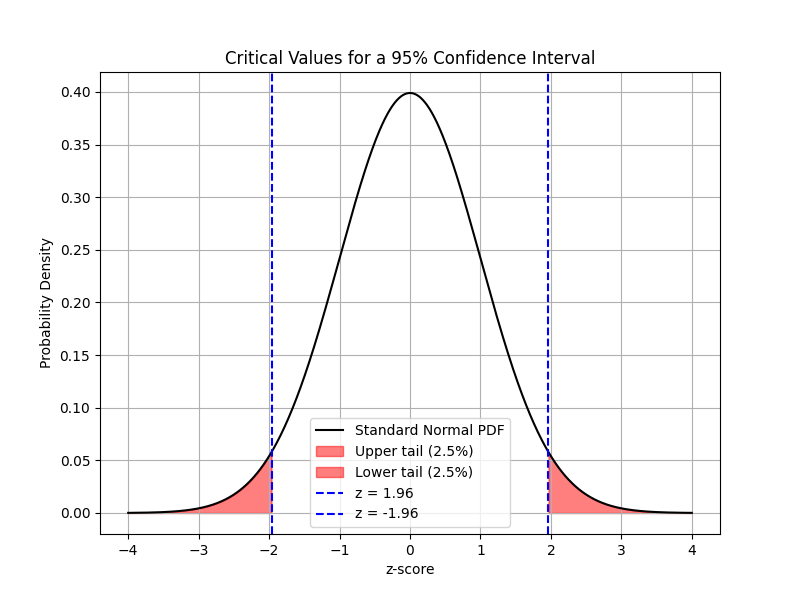 Critical Values for a 95% Confidence Interval
Probability Density
0.40
0.35
0.30
0.25
0.20
0.15
0.10
0.05
0.00
Standard Normal PDF
Upper tail (2.5%)
Lower tail (2.5%)
z = 1.96
z = -1.96
−4 −3 −2 −1 0 1 2 3 4
z-score